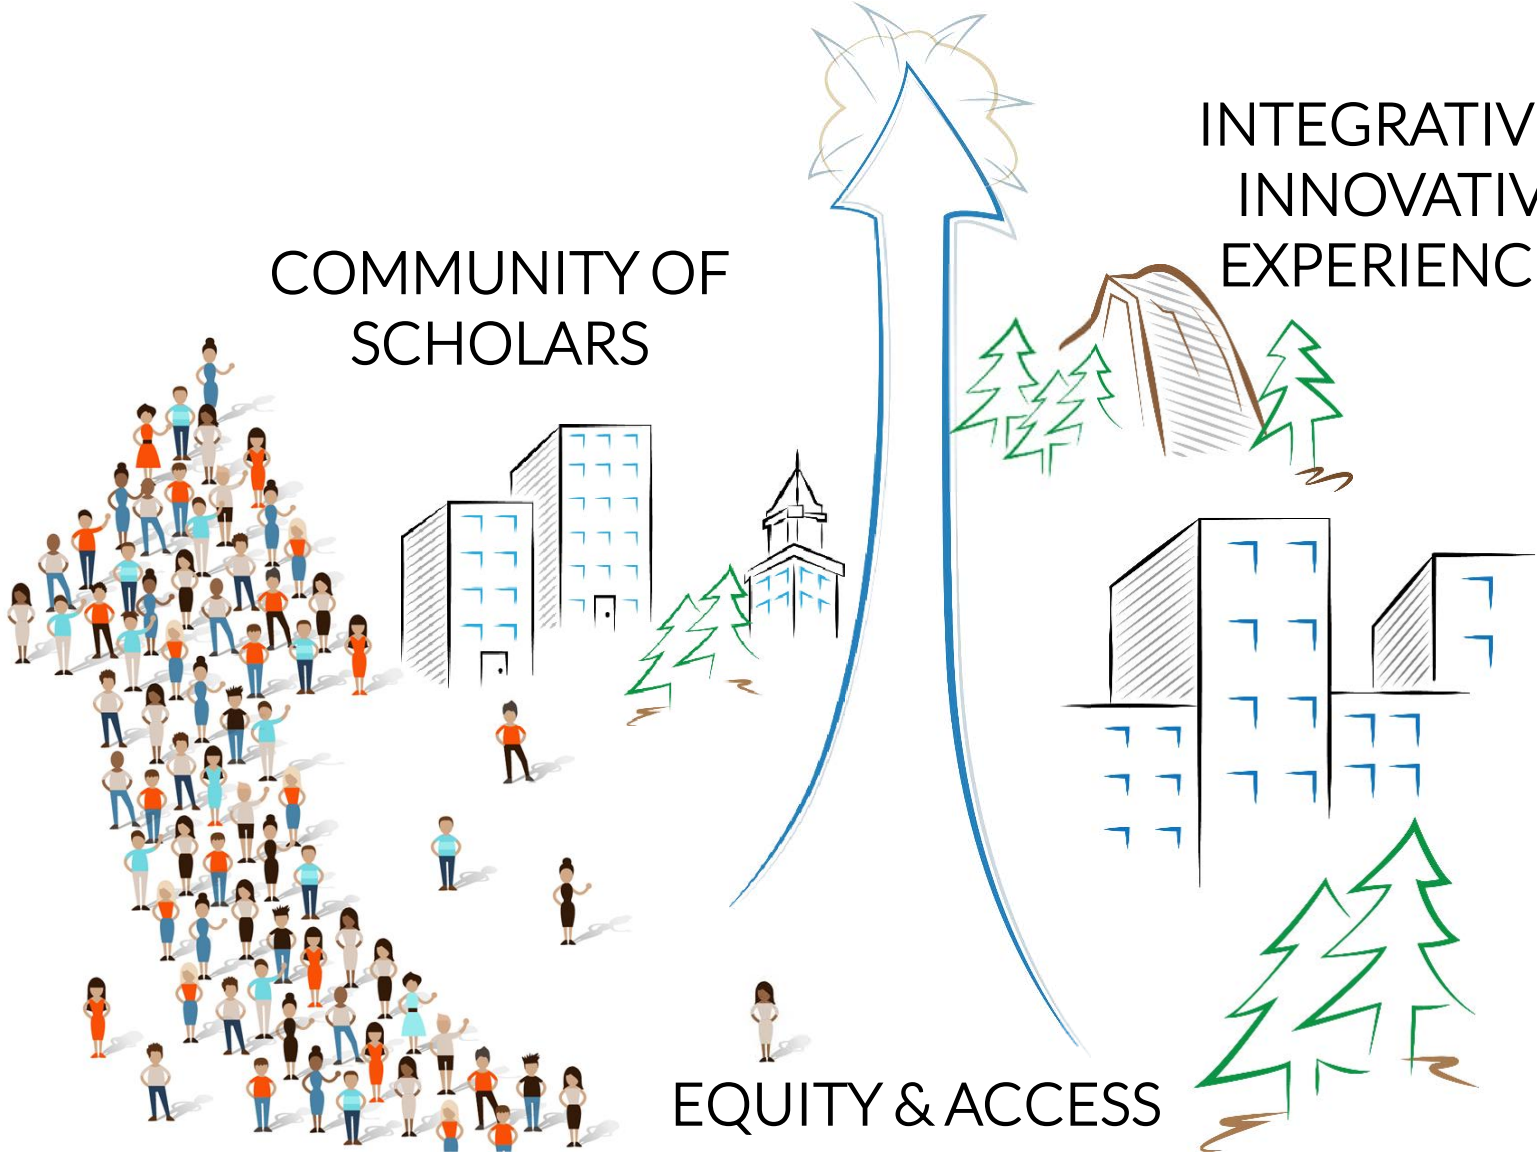 COMMUNITY OF
SCHOLARS
INTEGRATIV
INNOVATIV
EXPERIENC
EQUITY & ACCESS